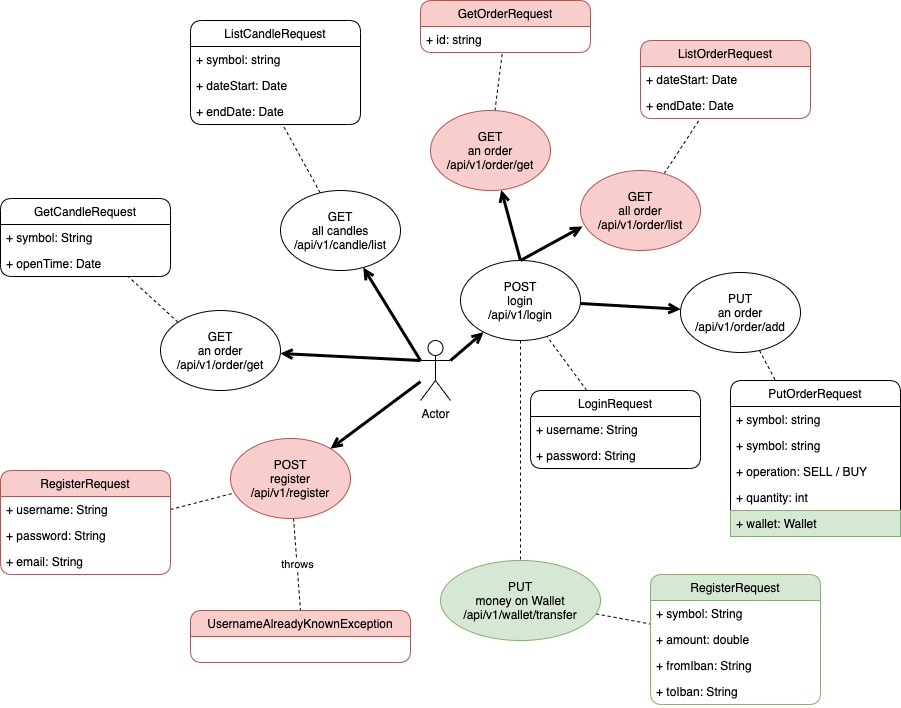 GetOrderRequest
+ id: string
ListCandleRequest
+ symbol: string
+ dateStart: Date
+ endDate: Date
ListOrderRequest
+ dateStart: Date
+ endDate: Date
GET
an order
/api/v1/order/get
GET
all order
/api/v1/order/list
GetCandleRequest
+ symbol: String
+ openTime: Date
GET
all candles
/api/v1/candle/list
POST
login
/api/v1/login
PUT
an order
/api/v1/order/add
GET
an order
/api/v1/order/get
Actor
LoginRequest
+ username: String
+ password: String
PutOrderRequest
+ symbol: string
+ symbol: string
+ operation: SELL / BUY
+ quantity: int
+ wallet: Wallet
POST
register
/api/v1/register
RegisterRequest
+ username: String
+ password: String
+ email: String
throws
UsernameAlreadyKnownException
PUT
money on Wallet
/api/v1/wallet/transfer
RegisterRequest
+ symbol: String
+ amount: double
+ fromIban: String
+ toIban: String